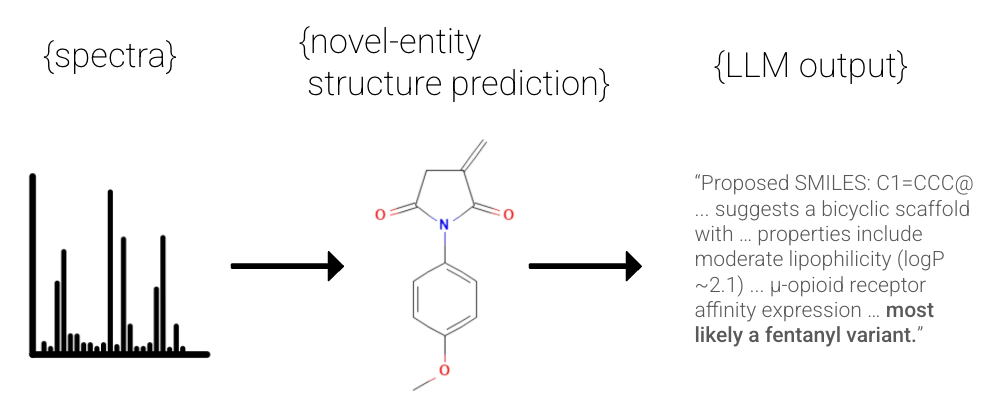 {spectra}
{novel-entity
structure prediction}
{LLM output}
O
O
N
O
“Proposed SMILES: C1=CCC@
... suggests a bicyclic scaffold
with ... properties include
moderate lipophilicity (logP
~2.1) ... μ-opioid receptor
affinity expression ... most
likely a fentanyl variant.”